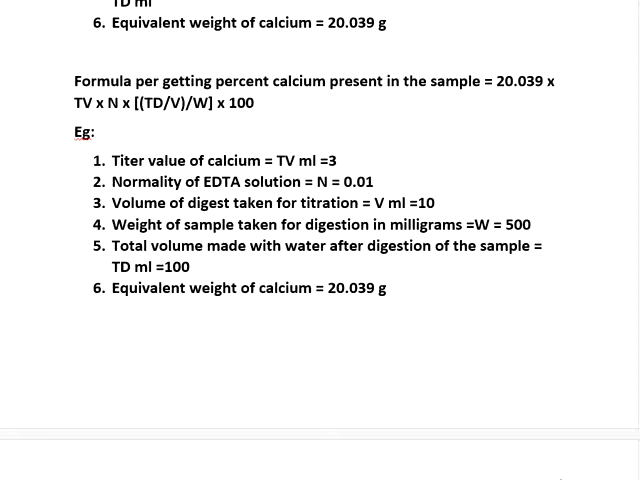 TD ml
6. Equivalent weight of calcium = 20.039 g
Formula per getting percent calcium present in the sample = 20.039 x
TV x N x [(TD/V)/W] x 100
Eg:
1. Titer value of calcium = TV ml =3
2. Normality of EDTA solution = N = 0.01
3. Volume of digest taken for titration = V ml =10
4. Weight of sample taken for digestion in milligrams =W = 500
5. Total volume made with water after digestion of the sample =
TD ml =100
6. Equivalent weight of calcium = 20.039 g